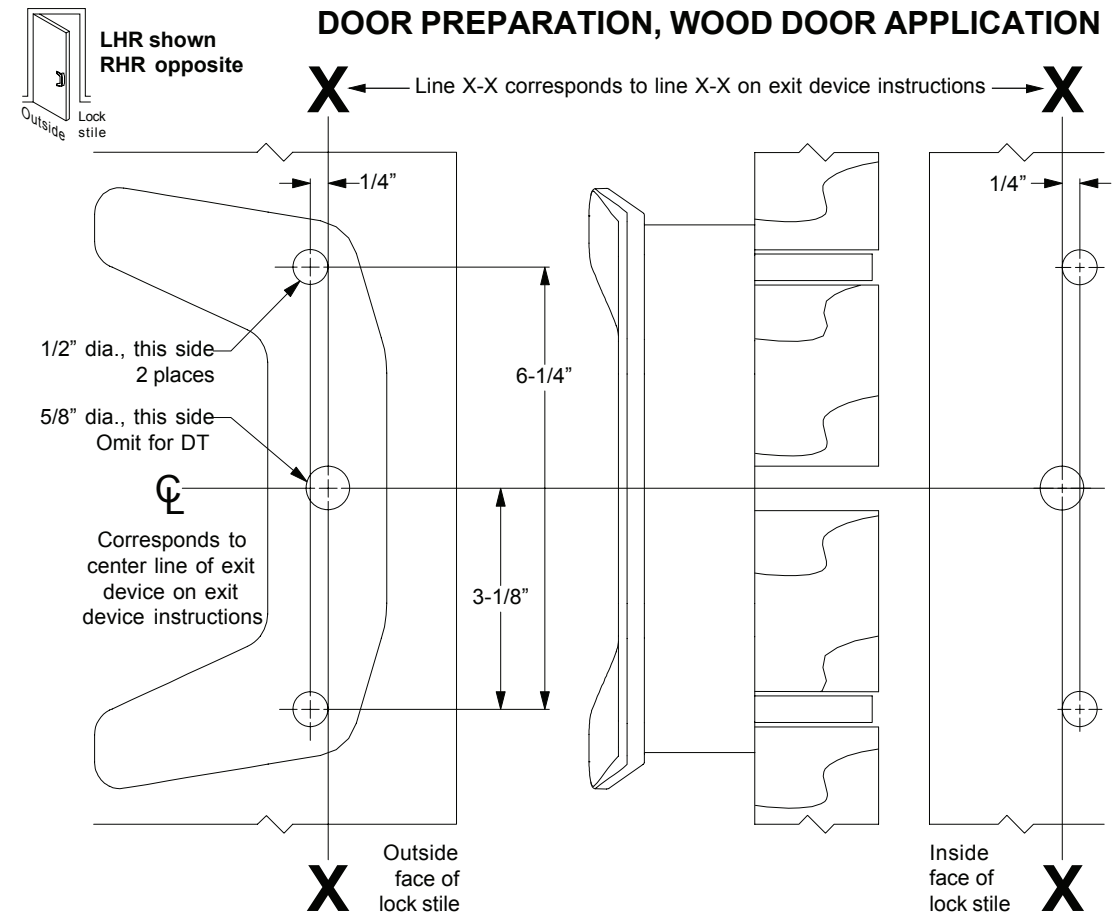 DOOR PREPARATION, WOOD DOOR APPLICATION
LHR shown
RHR opposite
Outside
Lock
stile
X
Line X-X corresponds to line X-X on exit device instructions
X
1/4”
1/4”
1/2” dia., this side
2 places
6-1/4”
5/8” dia., this side
Omit for DT
℄
Corresponds to
center line of exit
device on exit
device instructions
3-1/8”
X
Outside
face of
lock stile
Inside
face of
lock stile
X